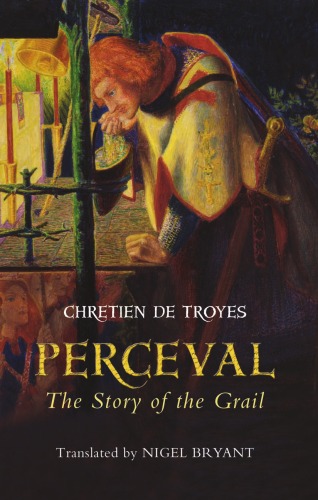 CHRETIEN DE TROYES
PERCEVAL
The Story of the Grail
Translated by NIGEL BRYANT